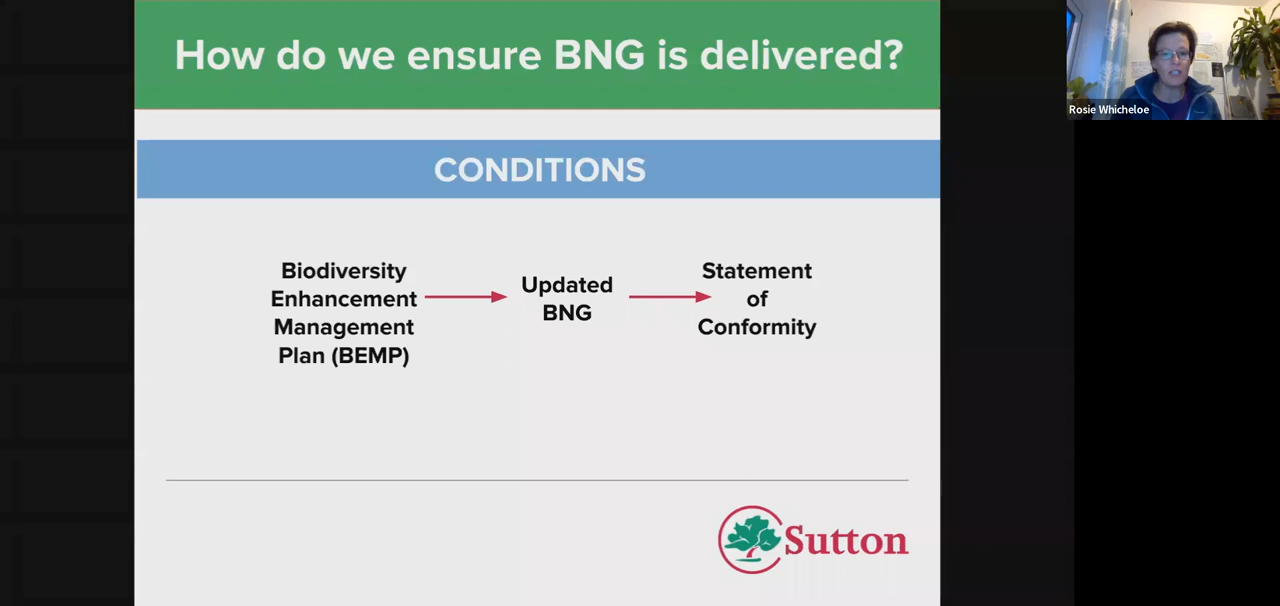 How do we ensure BNG is delivered?
Rosie Whicheloe
CONDITIONS
Biodiversity
Enhancement
Management
Plan (BEMP)
Updated
BNG
Statement
of
Conformity
Sutton